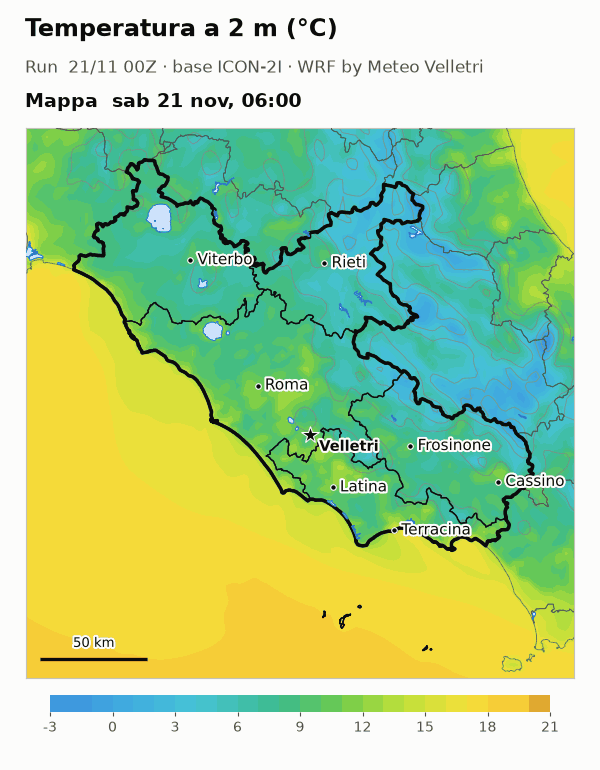 Temperatura a 2 m (°C)
Run  21/11 00Z · base ICON-2I · WRF by Meteo Velletri
Mappa  sab 21 nov, 06:00
Viterbo
Rieti
Roma
Velletri
Frosinone
Latina
Cassino
Terracina
50 km
-3 0 3 6 9 12 15 18 21